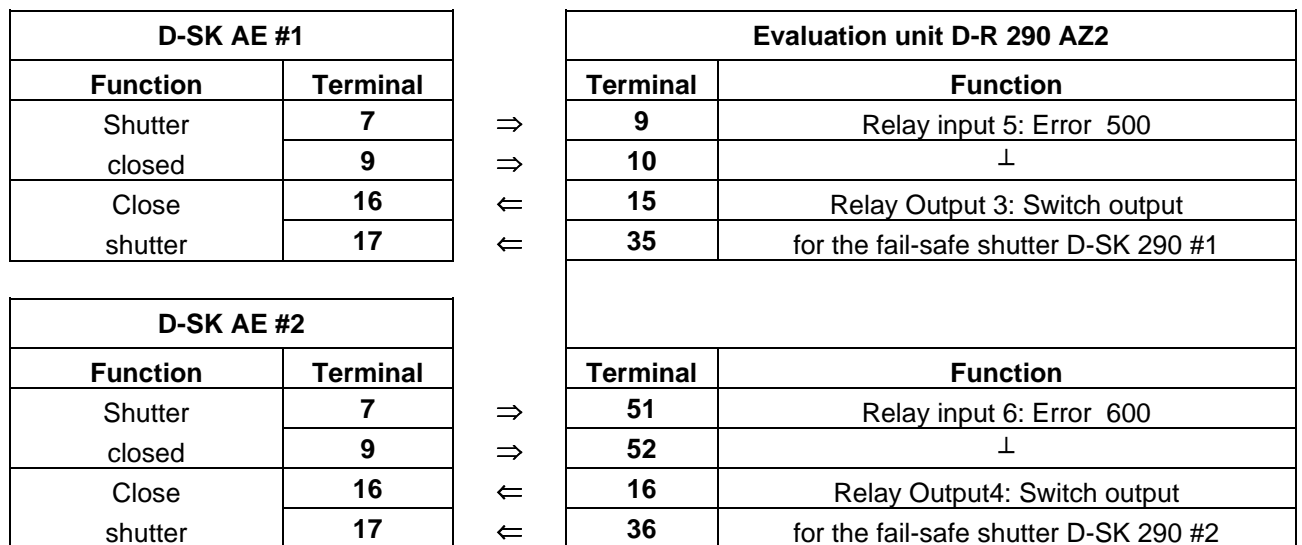 D-SK AE #1 Evaluation unit D-R 290 AZ2
Function Terminal Terminal Function
Shutter 7 ⇒ 9 Relay input 5: Error 500
closed 9 ⇒ 10 ⊥
Close 16 ⇐ 15 Relay Output 3: Switch output
shutter 17 ⇐ 35 for the fail-safe shutter D-SK 290 #1
D-SK AE #2
Function Terminal Terminal Function
Shutter 7 ⇒ 51 Relay input 6: Error 600
closed 9 ⇒ 52 ⊥
Close 16 ⇐ 16 Relay Output4: Switch output
shutter 17 ⇐ 36 for the fail-safe shutter D-SK 290 #2